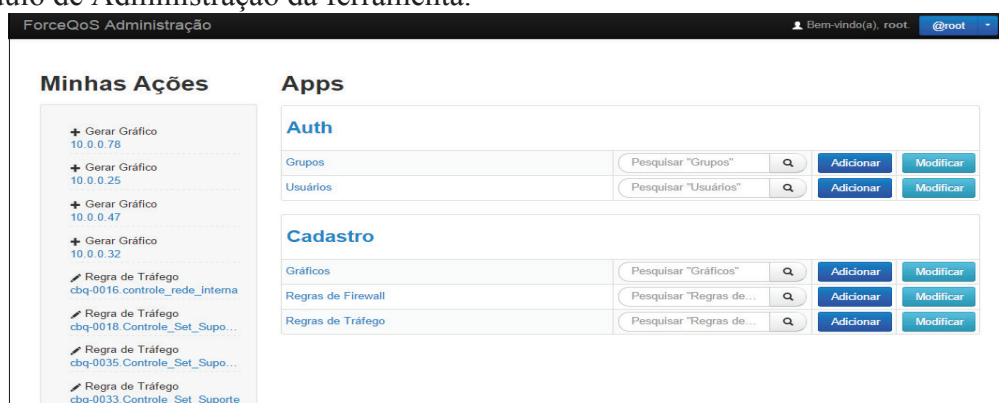 de Administração da ferramenta.
ForceQoS Administração
Bem-vindo(a), root. @root
Minhas Ações
Gerar Gráfico
10.0.0.78
Gerar Gráfico
10.0.0.25
Gerar Gráfico
10.0.0.47
Gerar Gráfico
10.0.0.32
Regra de Tráfego
cbq-0016.controle_rede_interna
Regra de Tráfego
cbq-0018.Controle_Set_Supo...
Regra de Tráfego
cbq-0035.Controle_Set_Supo...
Regra de Tráfego
cbq-0033.Controle_Set_Suporte
Apps
Auth
Grupos Pesquisar "Grupos" Adicionar Modificar
Usuários Pesquisar "Usuários" Adicionar Modificar
Cadastro
Gráficos Pesquisar "Gráficos" Adicionar Modificar
Regras de Firewall Pesquisar "Regras de... Adicionar Modificar
Regras de Tráfego Pesquisar "Regras de... Adicionar Modificar